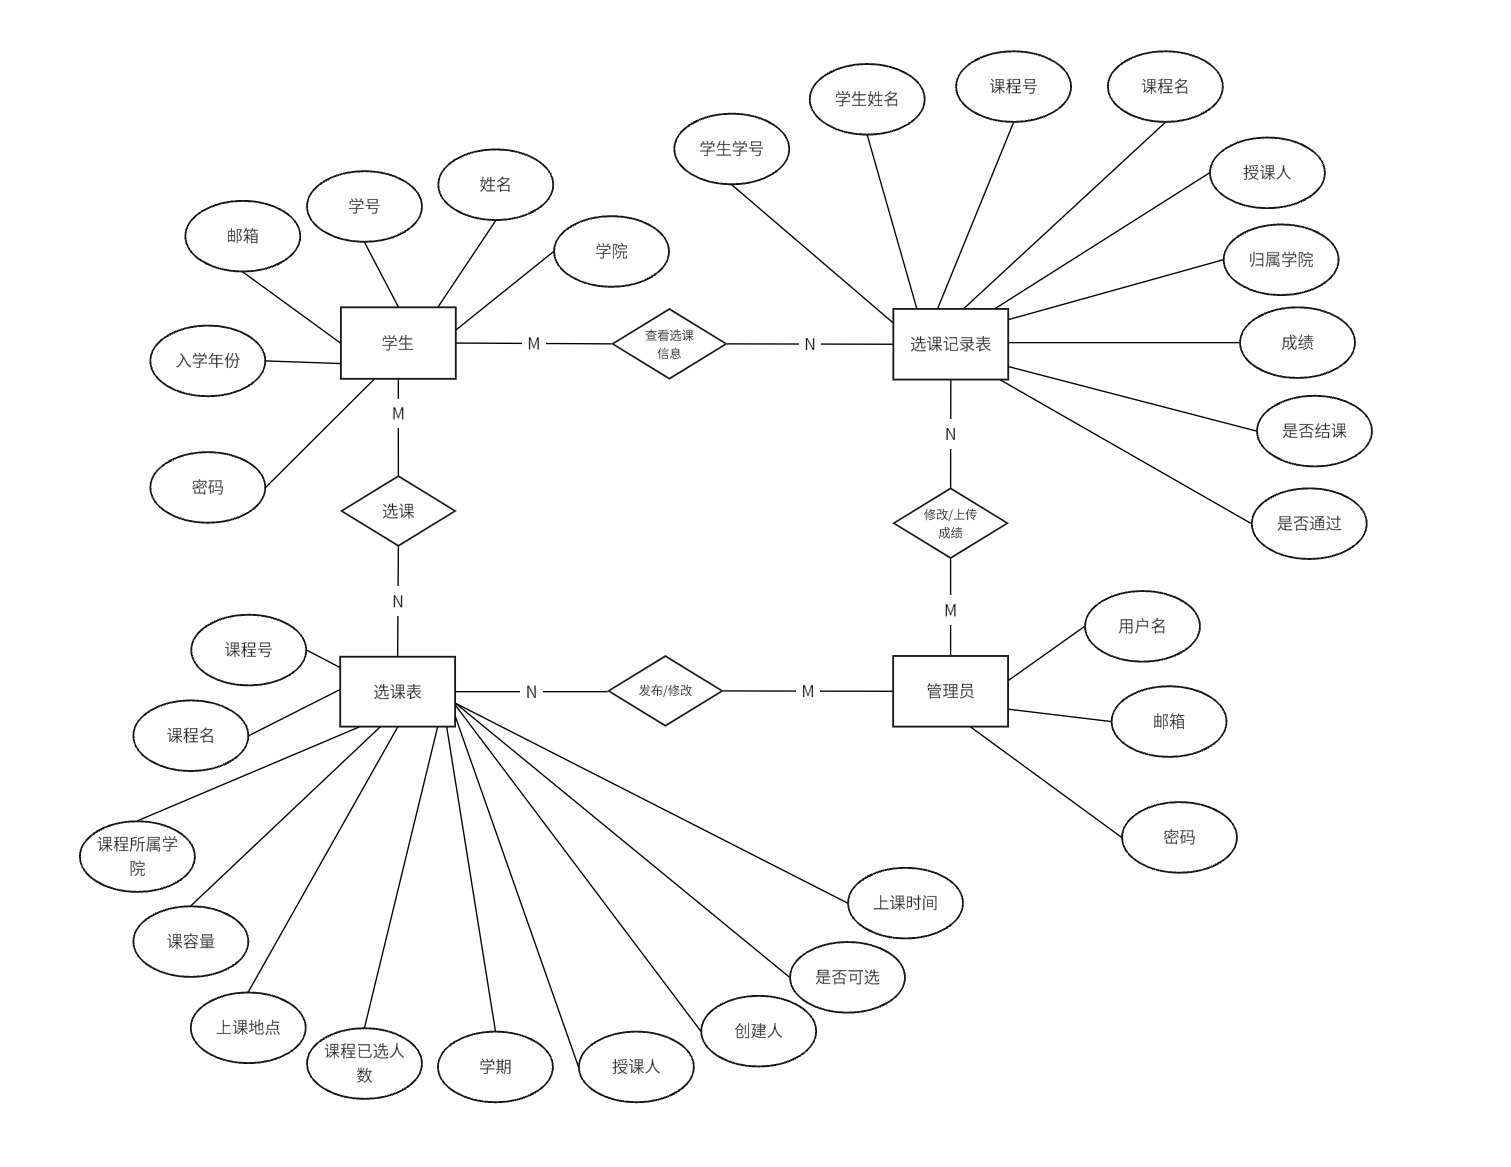 课程号
课程名
学生姓名
学生学号
授课人
姓名
学号
邮箱
学院
归属学院
学生
M
查看选课
信息
N
选课记录表
成绩
入学年份
M
N
是否结课
密码
选课
修改/上传
成绩
是否通过
N
M
用户名
课程号
选课表
N
发布/修改
M
管理员
邮箱
课程名
密码
课程所属学
院
上课时间
课容量
是否可选
上课地点
创建人
课程已选人
数
学期
授课人